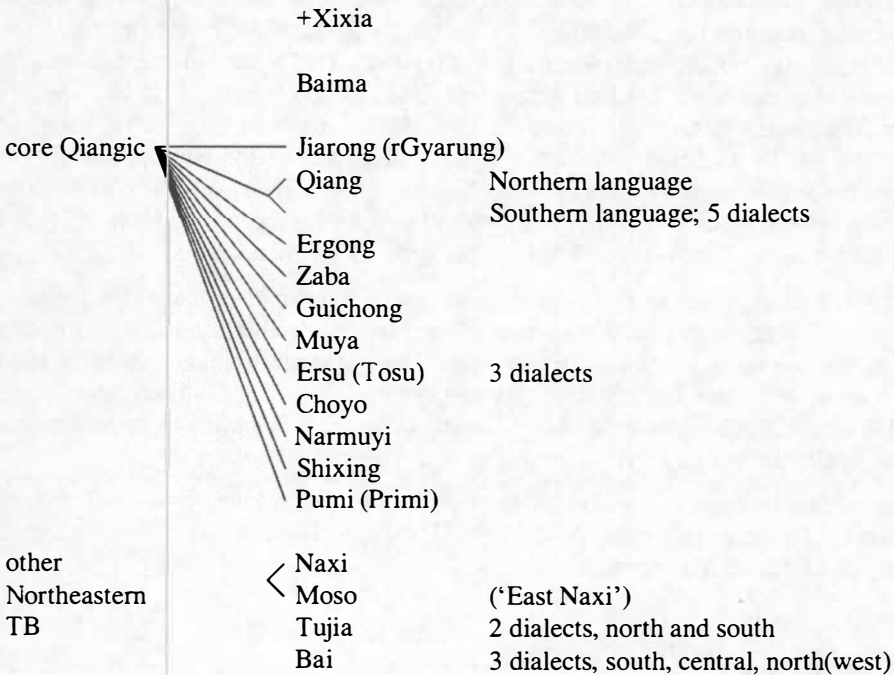 +Xixia
Baima
core Qiangic Jiarong (rGyarung)
Qiang Northern language
Southern language; 5 dialects
Ergong
Zaba
Guichong
Muya
Ersu (Tosu) 3 dialects
Choyo
Narmuyi
Shixing
Pumi (Primi)
other Naxi
Northeastern Moso (‘East Naxi’)
TB Tujia 2 dialects, north and south
Bai 3 dialects, south, central, north(west)